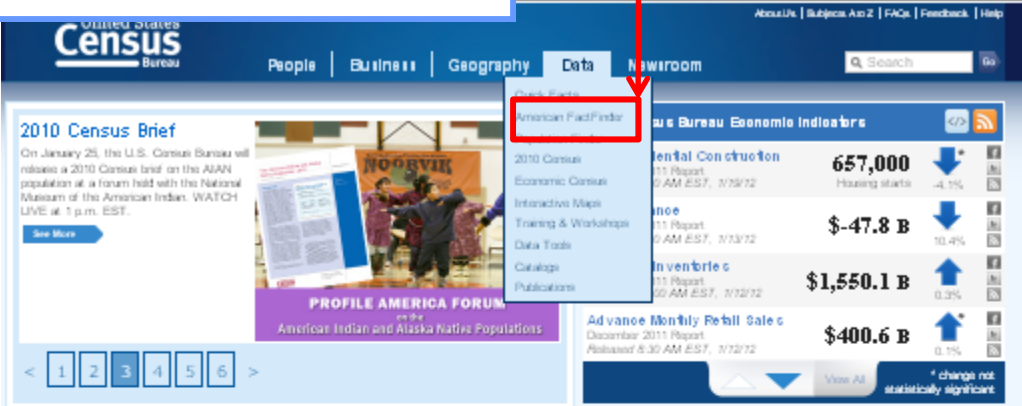 About Us | Subjects A to Z | FAQs | Feedback | Help
United States
Census
Bureau
People | Business | Geography Data Newsroom
Search
Go
Quick Facts
American FactFinder
Population Finder
2010 Census
Economic Census
Interactive Maps
Training & Workshops
Data Tools
Catalogs
Publications
2010 Census Brief
On January 25, the U.S. Census Bureau will
release a 2010 Census brief on the AIAN
population at a forum held with the National
Museum of the American Indian. WATCH
LIVE at 1 p.m. EST.
See More
NOORVIK
PROFILE AMERICA FORUM
on the
American Indian and Alaska Native Populations
< 1 2 3 4 5 6 >
us Bureau Economic Indicators
</>
dential Construction
011 Report
0 AM EST, 1/19/12
657,000
Housing starts
-4.1%
*
ance
011 Report
0 AM EST, 1/13/12
$-47.8 B
10.4%
Inventories
011 Report
00 AM EST, 1/12/12
$1,550.1 B
0.3%
Advance Monthly Retail Sales
December 2011 Report
Released 8:30 AM EST, 1/12/12
$400.6 B
0.1%
*
View All
* change not
statistically significant